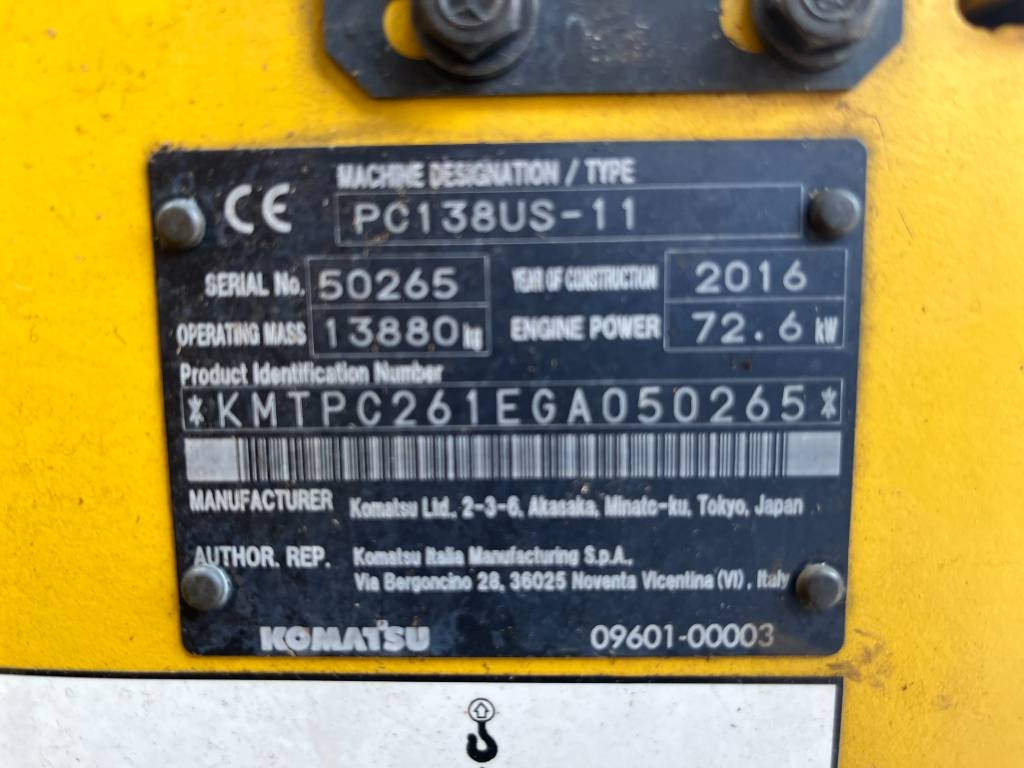 MACHINE DESIGNATION / TYPE
CE PC138US-11
SERIAL No. 50265 YEAR OF CONSTRUCTION 2016
OPERATING MASS 13880kg ENGINE POWER 72.6 kW
Product Identification Number
*KMTPC261EGA050265*
MANUFACTURER Komatsu Ltd., 2-3-6, Akasaka, Minato-ku, Tokyo, Japan
AUTHOR. REP. Komatsu Italia Manufacturing S.p.A.,
Via Bergoncino 28, 36025 Noventa Vicentina (VI), Italy
KOMATSU 09601-00003